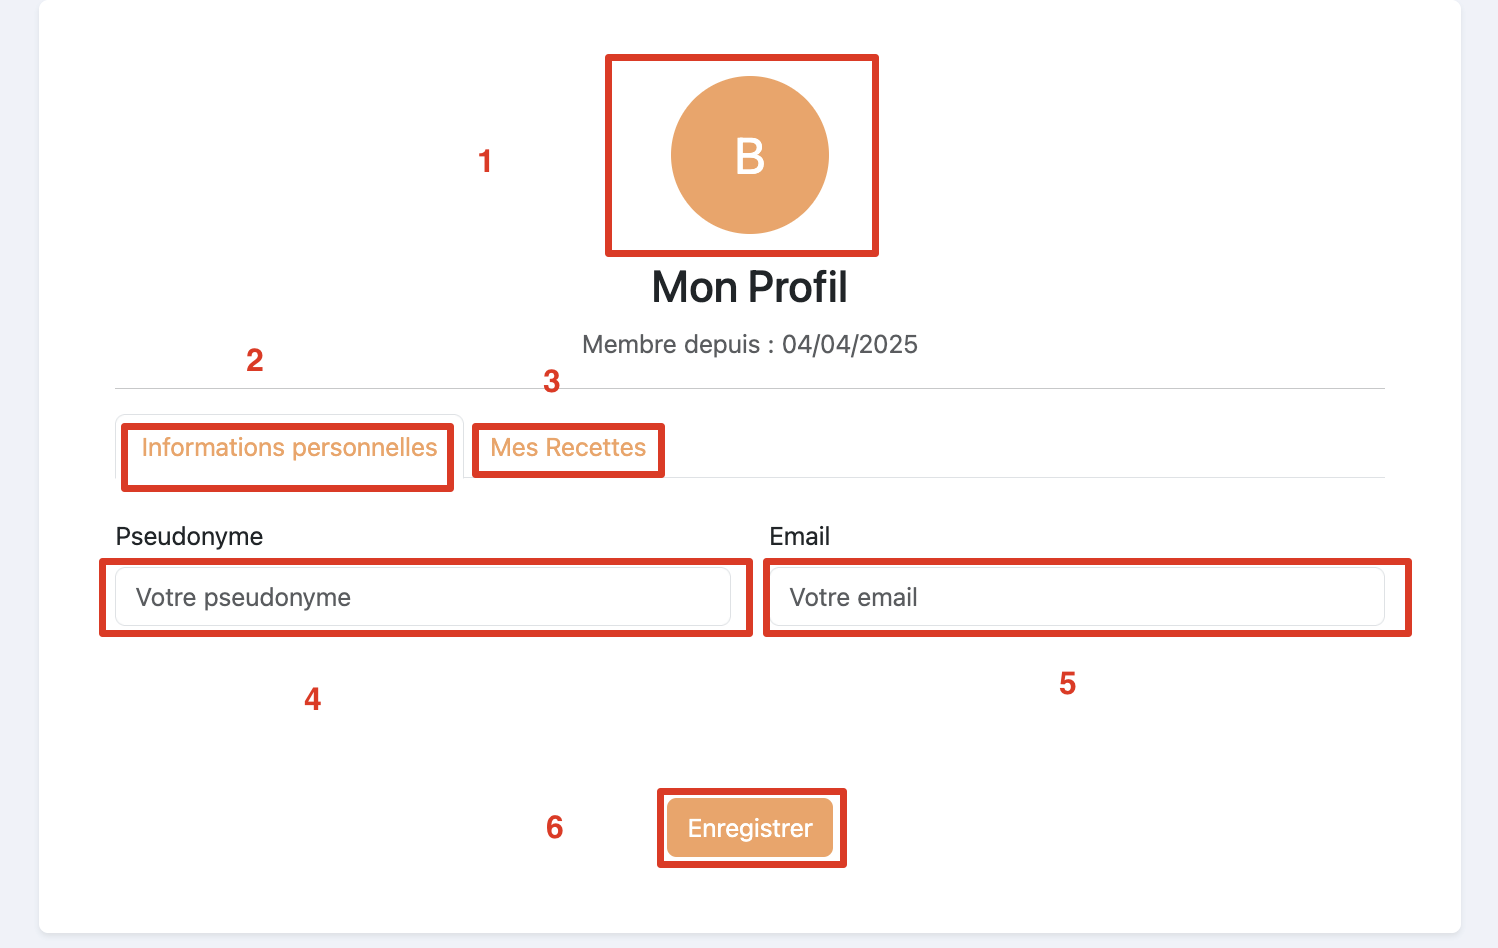 1
B
Mon Profil
Membre depuis : 04/04/2025
2
3
Informations personnelles
Mes Recettes
Pseudonyme
Email
Votre pseudonyme
Votre email
4
5
6
Enregistrer